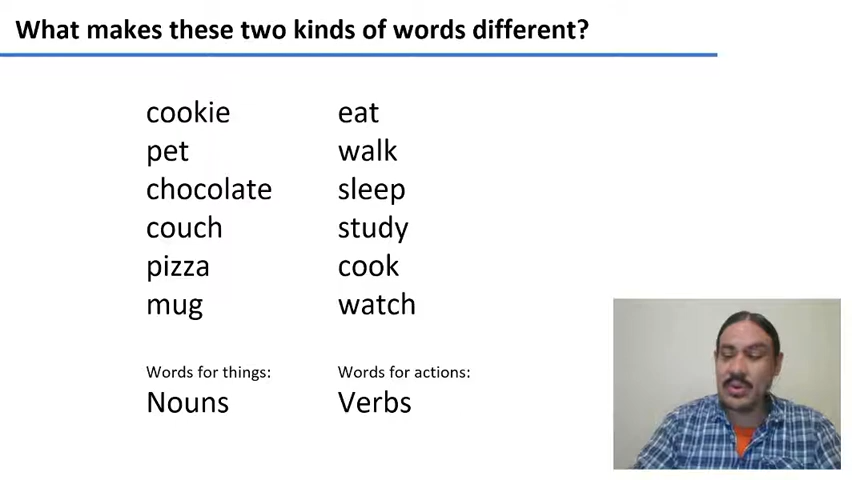 What makes these two kinds of words different?
cookie
pet
chocolate
couch
pizza
mug
Words for things:
Nouns
eat
walk
sleep
study
cook
watch
Words for actions:
Verbs